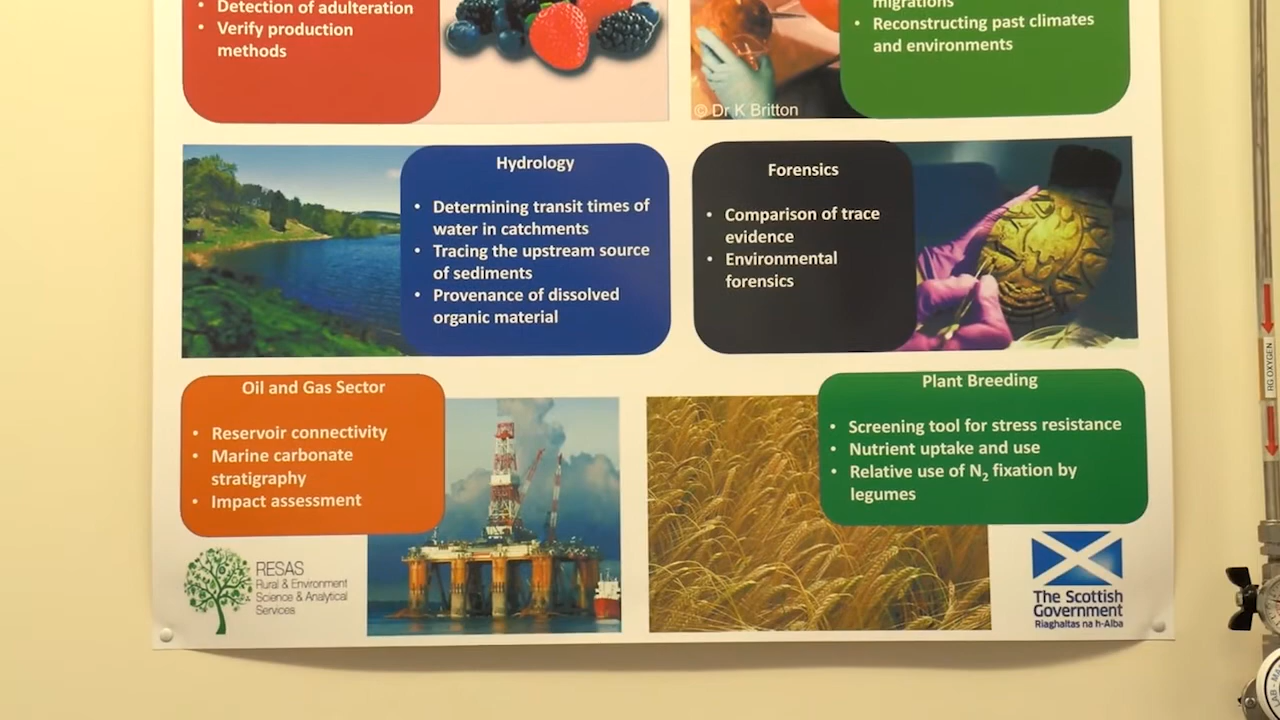 • Detection of adulteration
• Verify production
methods
migrations
• Reconstructing past climates
and environments
© Dr K Britton
Hydrology
• Determining transit times of
water in catchments
• Tracing the upstream source
of sediments
• Provenance of dissolved
organic material
Forensics
• Comparison of trace
evidence
• Environmental
forensics
Oil and Gas Sector
• Reservoir connectivity
• Marine carbonate
stratigraphy
• Impact assessment
Plant Breeding
• Screening tool for stress resistance
• Nutrient uptake and use
• Relative use of N₂ fixation by
legumes
RESAS
Rural & Environment
Science & Analytical
Services
The Scottish
Government
Riaghaltas na h-Alba
RG OXYGEN